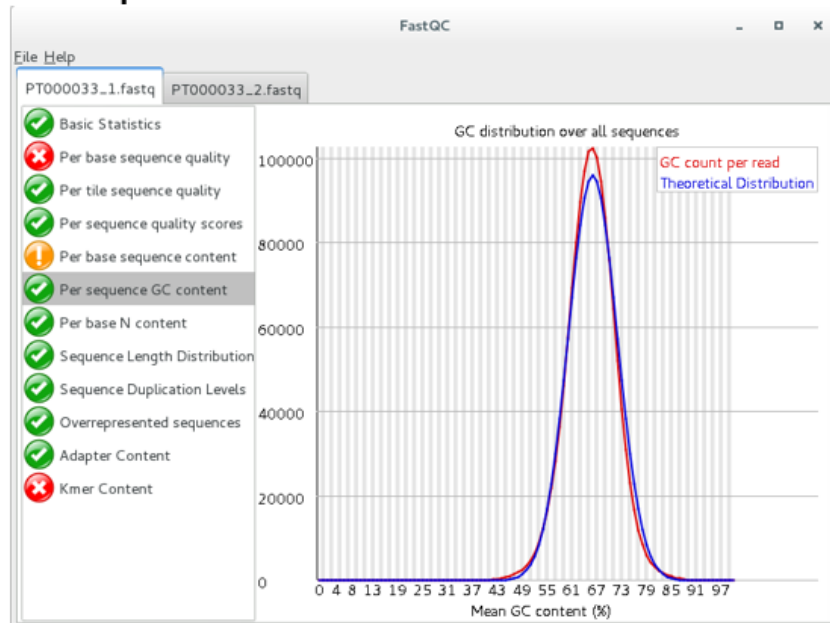 FastQC
File Help
PT000033_1.fastq PT000033_2.fastq
Basic Statistics
Per base sequence quality
Per tile sequence quality
Per sequence quality scores
Per base sequence content
Per sequence GC content
Per base N content
Sequence Length Distribution
Sequence Duplication Levels
Overrepresented sequences
Adapter Content
Kmer Content
GC distribution over all sequences
GC count per read
Theoretical Distribution
100000
80000
60000
40000
20000
0
0 4 8 13 19 25 31 37 43 49 55 61 67 73 79 85 91 97
Mean GC content (%)